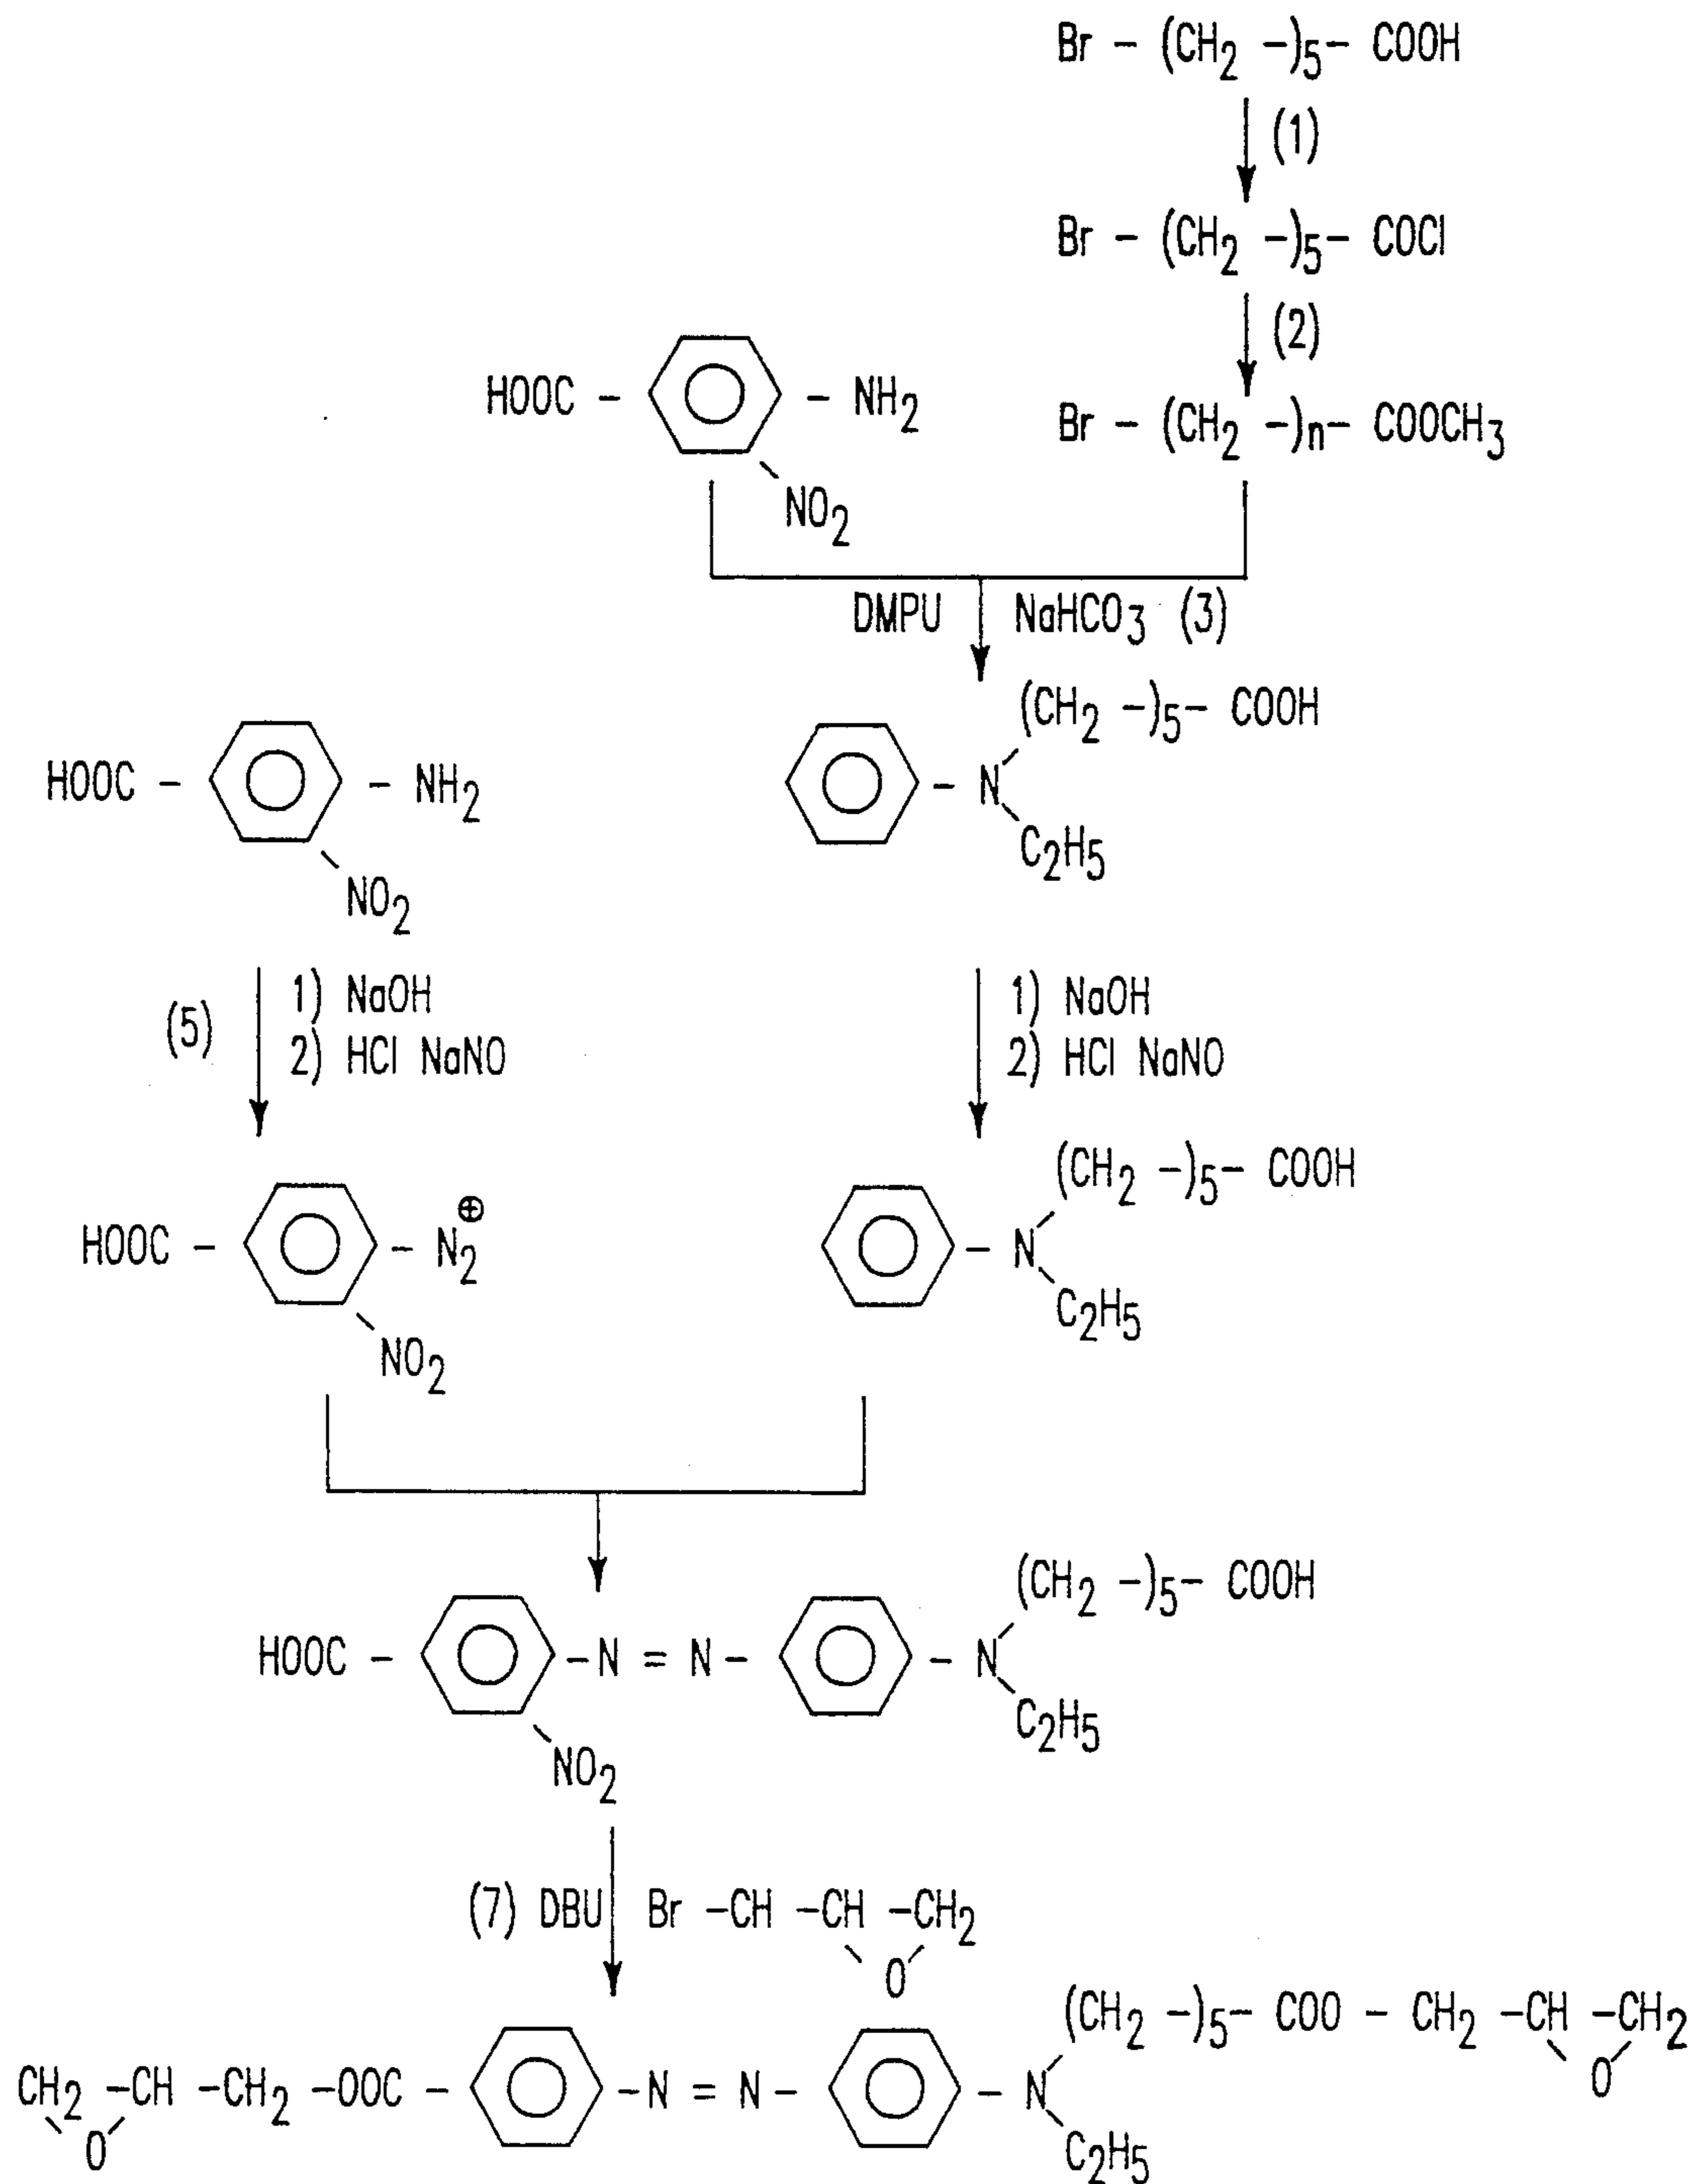 Br – (CH2 –)5– COOH
(1)
Br – (CH2 –)5– COCl
(2)
HOOC – – NH2
NO2
Br – (CH2 –)n– COOCH3
DMPU NaHCO3 (3)
HOOC – – NH2
NO2
(CH2 –)5– COOH
– N
C2H5
(5)
1) NaOH
2) HCl NaNO
1) NaOH
2) HCl NaNO
HOOC – – N2⊕
NO2
(CH2 –)5– COOH
– N
C2H5
HOOC – –N = N– – N
(CH2 –)5– COOH
C2H5
NO2
(7) DBU Br –CH –CH –CH2
O
(CH2 –)5– COO – CH2 –CH –CH2
O
CH2 –CH –CH2 –OOC – –N = N– – N
O
C2H5